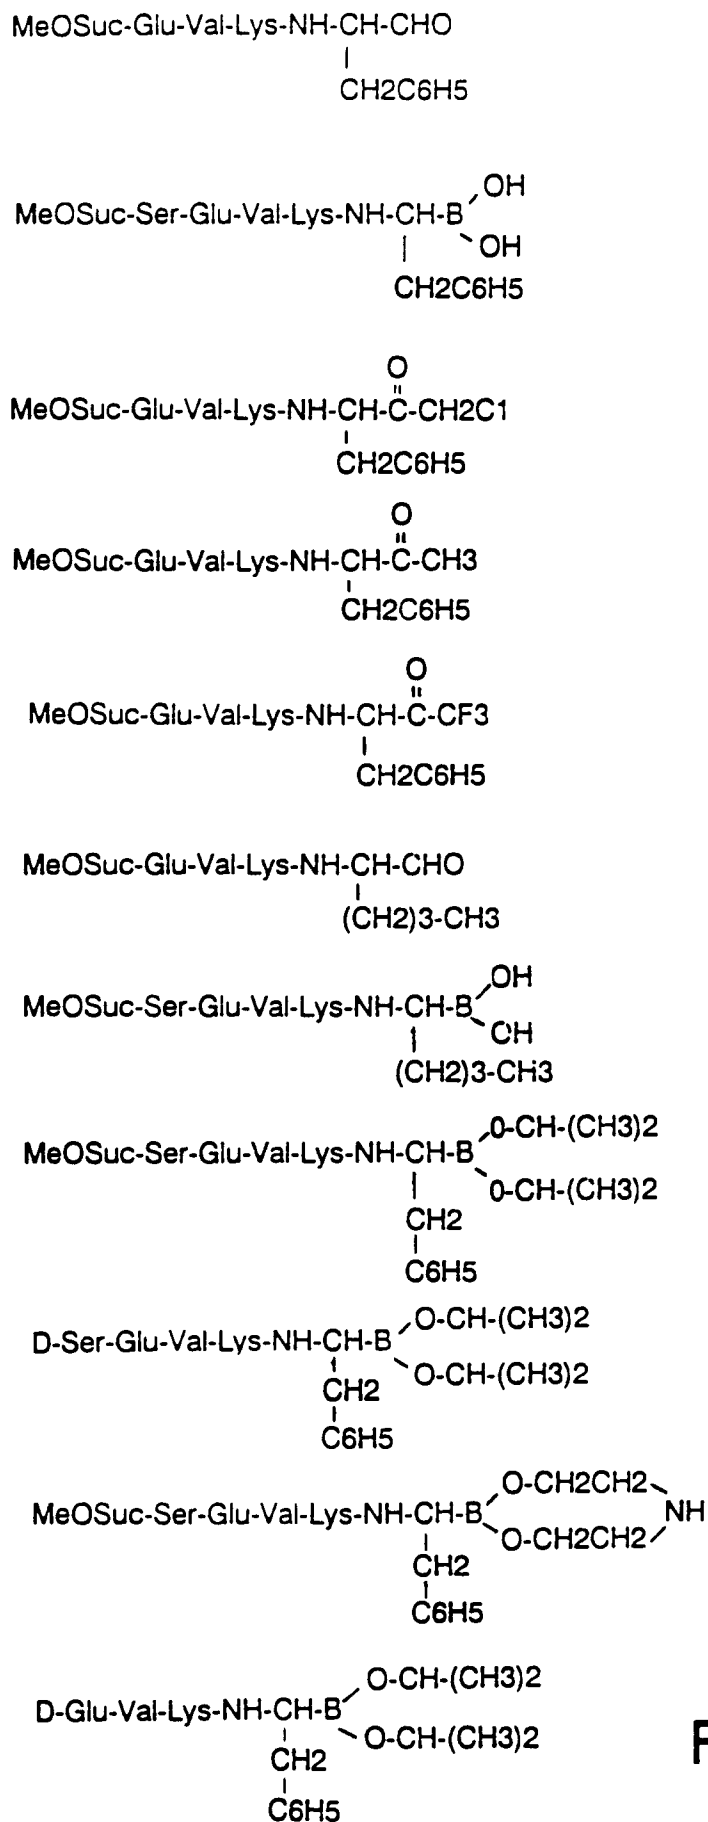 MeOSuc-Glu-Val-Lys-NH-CH-CHO
CH2C6H5
OH
MeOSuc-Ser-Glu-Val-Lys-NH-CH-B
OH
CH2C6H5
O
MeOSuc-Glu-Val-Lys-NH-CH-C-CH2C1
CH2C6H5
O
MeOSuc-Glu-Val-Lys-NH-CH-C-CH3
CH2C6H5
O
MeOSuc-Glu-Val-Lys-NH-CH-C-CF3
CH2C6H5
MeOSuc-Glu-Val-Lys-NH-CH-CHO
(CH2)3-CH3
OH
MeOSuc-Ser-Glu-Val-Lys-NH-CH-B
OH
(CH2)3-CH3
0-CH-(CH3)2
MeOSuc-Ser-Glu-Val-Lys-NH-CH-B
0-CH-(CH3)2
CH2
C6H5
O-CH-(CH3)2
D-Ser-Glu-Val-Lys-NH-CH-B
O-CH-(CH3)2
CH2
C6H5
O-CH2CH2
MeOSuc-Ser-Glu-Val-Lys-NH-CH-B NH
O-CH2CH2
CH2
C6H5
O-CH-(CH3)2
D-Glu-Val-Lys-NH-CH-B
O-CH-(CH3)2
CH2
C6H5